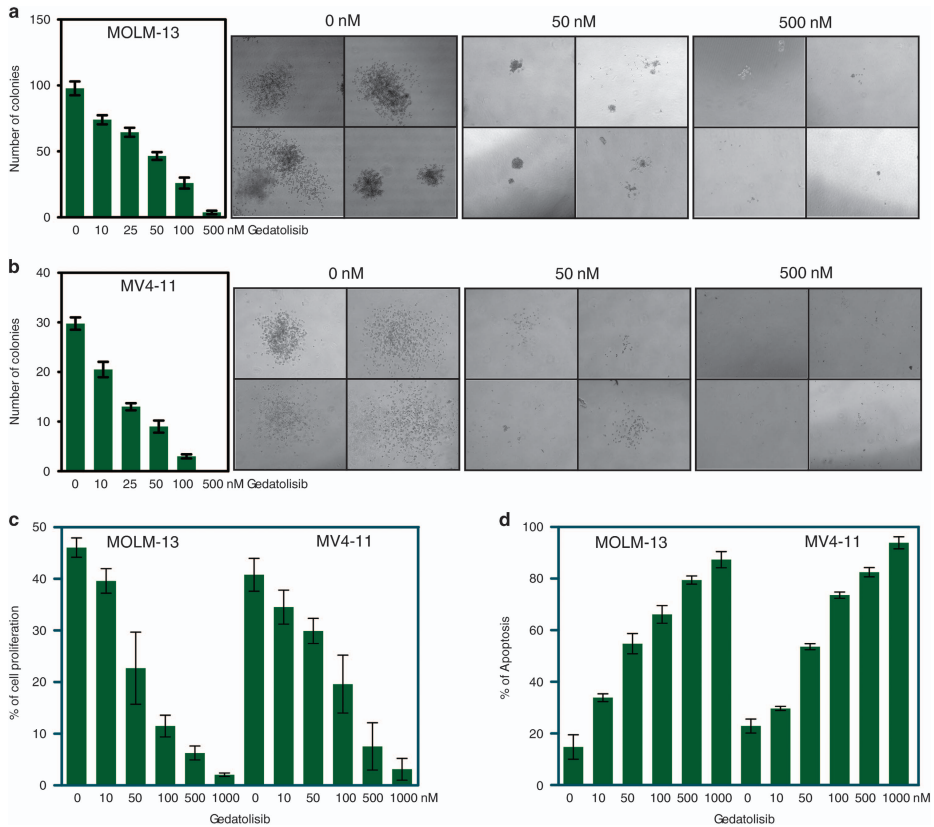 a
MOLM-13
0 nM
50 nM
500 nM
Number of colonies
150
100
50
0
0 10 25 50 100 500 nM Gedatolisib
b
MV4-11
0 nM
50 nM
500 nM
Number of colonies
40
30
20
10
0
0 10 25 50 100 500 nM Gedatolisib
c
MOLM-13 MV4-11
% of cell proliferation
50
40
30
20
10
0
0 10 50 100 500 1000 0 10 50 100 500 1000 nM
Gedatolisib
d
MOLM-13 MV4-11
% of Apoptosis
100
80
60
40
20
0
0 10 50 100 500 1000 0 10 50 100 500 1000 nM
Gedatolisib